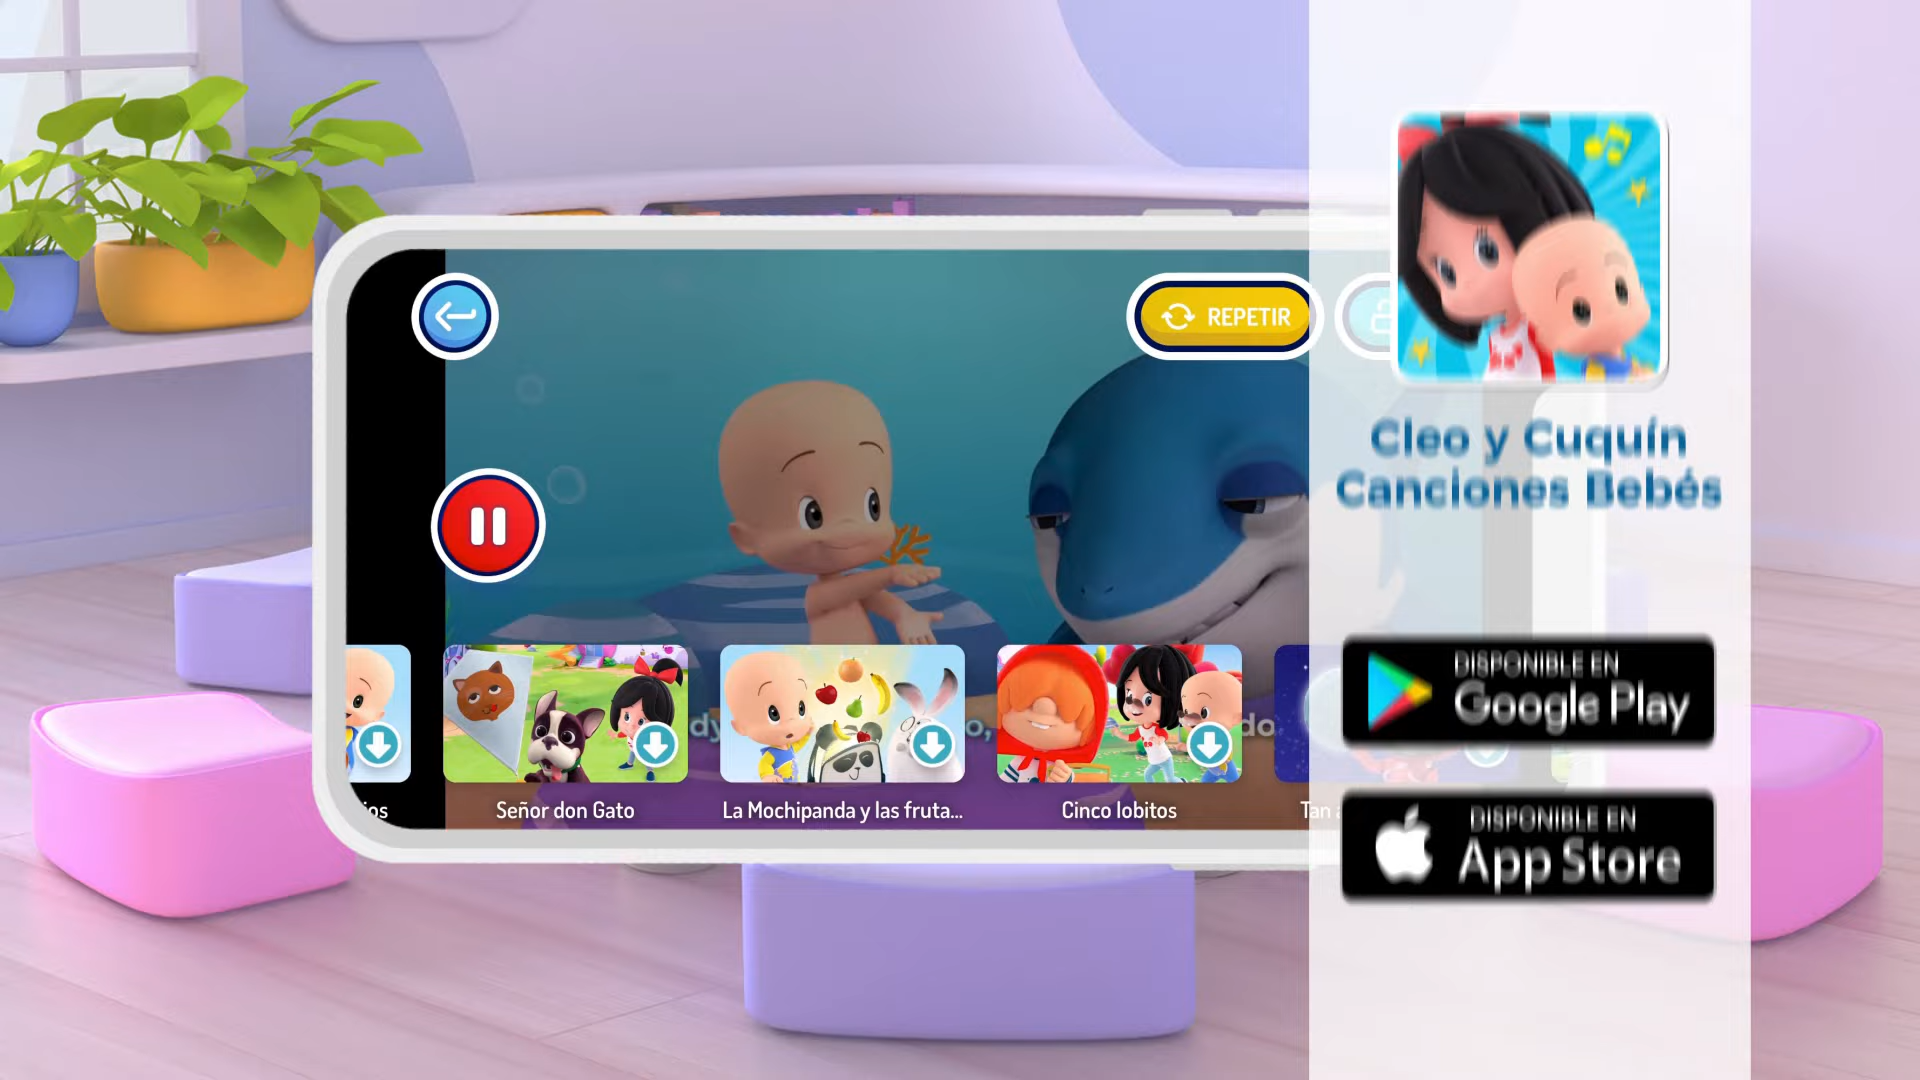 REPETIR
Cleo y Cuquín
Canciones Bebés
DISPONIBLE EN
Google Play
DISPONIBLE EN
App Store
Señor don Gato
La Mochipanda y las fruta...
Cinco lobitos
Tan